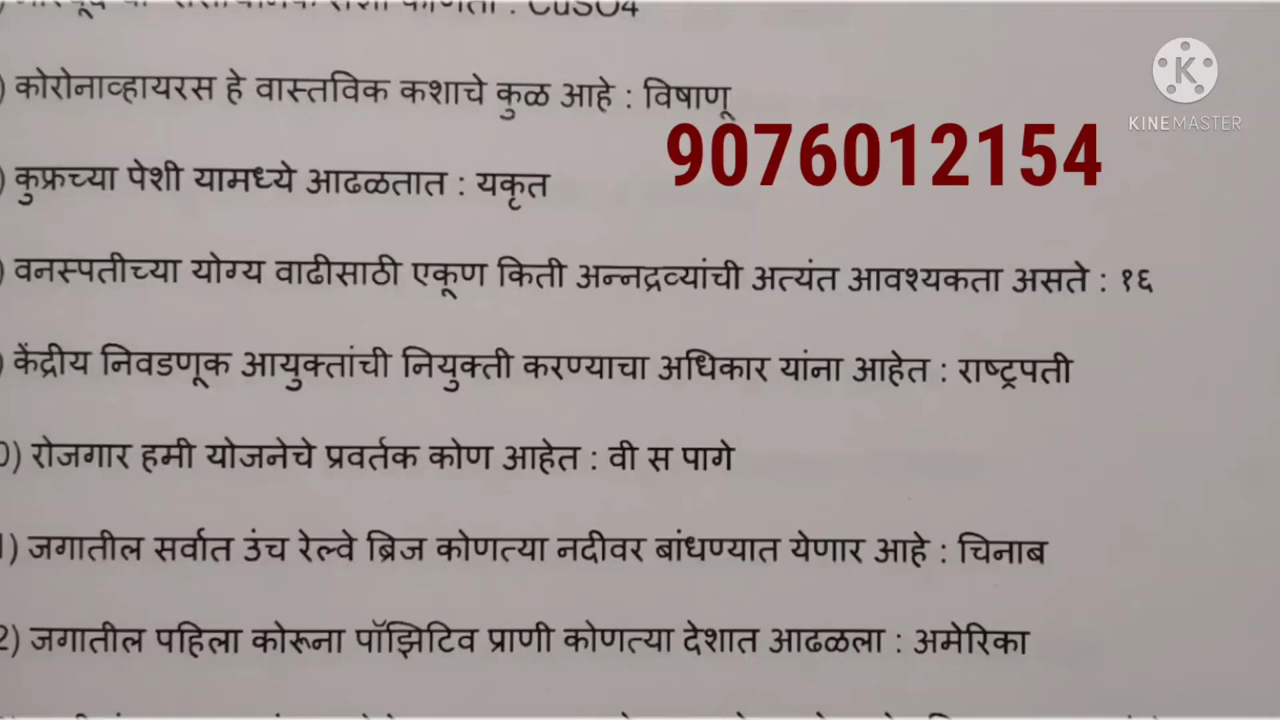 CuSO4
) कोरोनाव्हायरस हे वास्तविक कशाचे कुळ आहे : विषाणू
9076012154
KINEMASTER
) कुफ्रच्या पेशी यामध्ये आढळतात : यकृत
) वनस्पतीच्या योग्य वाढीसाठी एकूण किती अन्नद्रव्यांची अत्यंत आवश्यकता असते : १६
) केंद्रीय निवडणूक आयुक्तांची नियुक्ती करण्याचा अधिकार यांना आहेत : राष्ट्रपती
0) रोजगार हमी योजनेचे प्रवर्तक कोण आहेत : वी स पागे
1) जगातील सर्वात उंच रेल्वे ब्रिज कोणत्या नदीवर बांधण्यात येणार आहे : चिनाब
2) जगातील पहिला कोरूना पॉझिटिव प्राणी कोणत्या देशात आढळला : अमेरिका